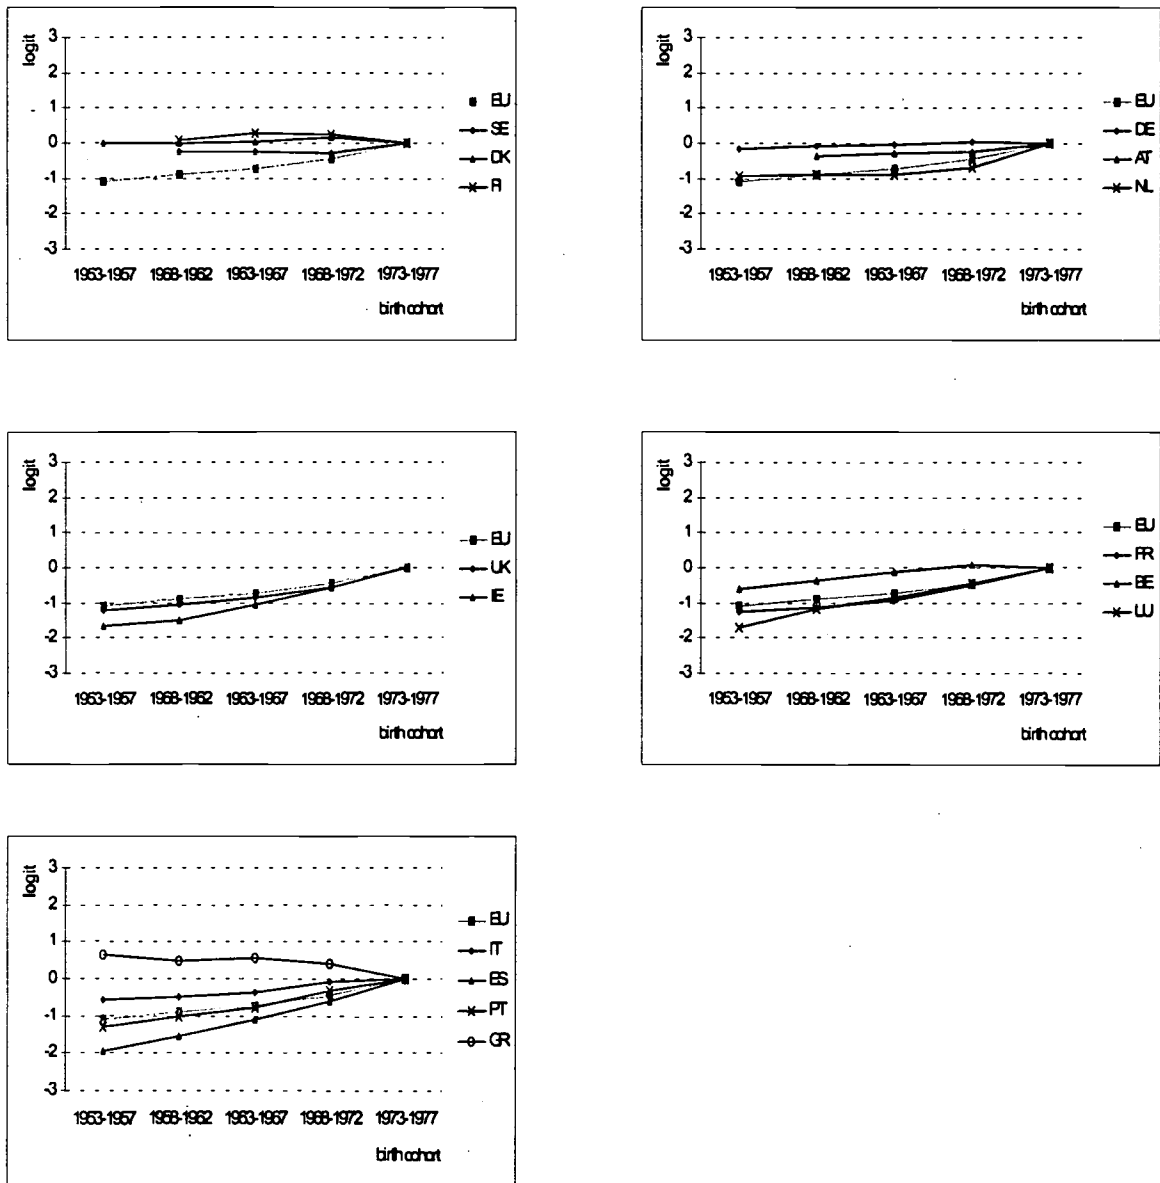 logit
3
2
1
0
-1
-2
-3
1953-1957 1958-1962 1963-1967 1968-1972 1973-1977
birth cohort
EU
SE
DK
FI
logit
3
2
1
0
-1
-2
-3
1953-1957 1958-1962 1963-1967 1968-1972 1973-1977
birth cohort
EU
DE
AT
NL
logit
3
2
1
0
-1
-2
-3
1953-1957 1958-1962 1963-1967 1968-1972 1973-1977
birth cohort
EU
UK
IE
logit
3
2
1
0
-1
-2
-3
1953-1957 1958-1962 1963-1967 1968-1972 1973-1977
birth cohort
EU
FR
BE
LU
logit
3
2
1
0
-1
-2
-3
1953-1957 1958-1962 1963-1967 1968-1972 1973-1977
birth cohort
EU
IT
ES
PT
GR